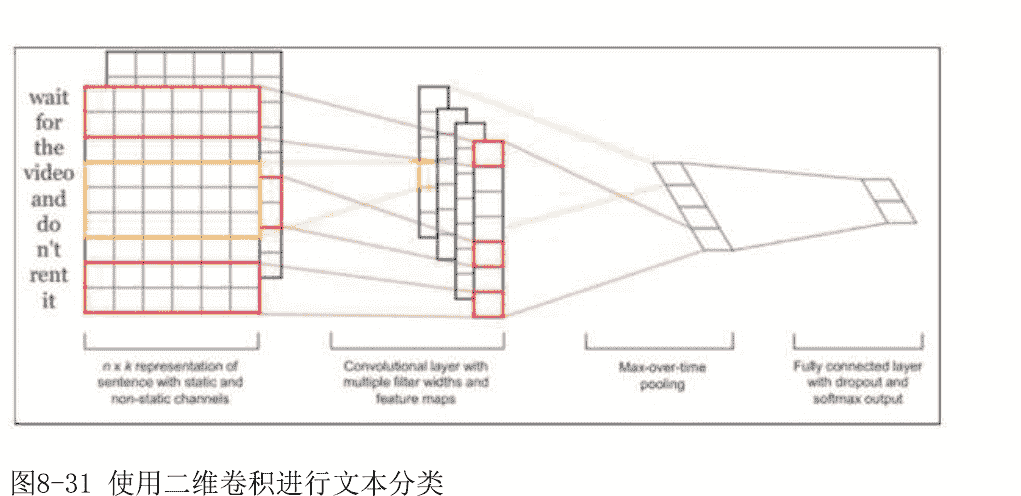 wait
for
the
video
and
do
n't
rent
it
n x k representation of
sentence with static and
non-static channels
Convolutional layer with
multiple filter widths and
feature maps
Max-over-time
pooling
Fully connected layer
with dropout and
softmax output
图8-31 使用二维卷积进行文本分类